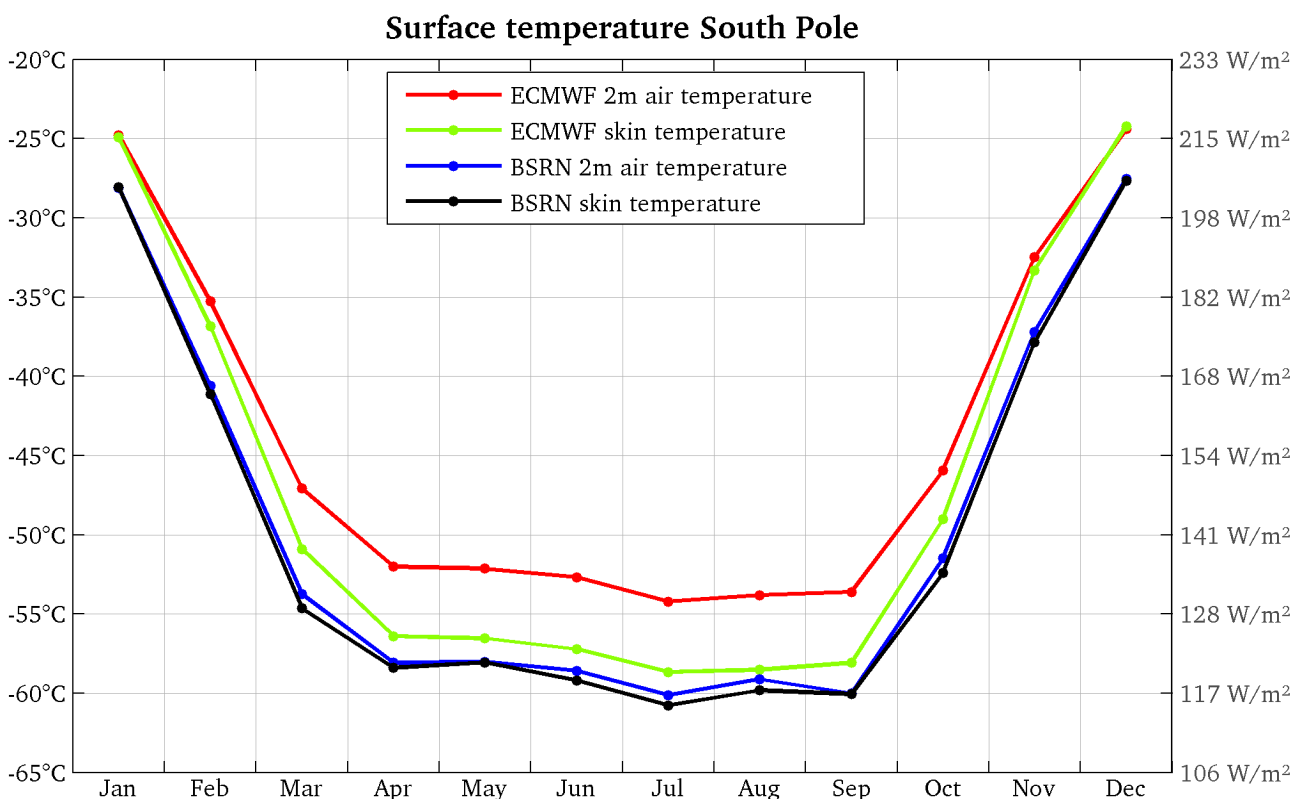 Surface temperature South Pole
-20°C
-25°C
-30°C
-35°C
-40°C
-45°C
-50°C
-55°C
-60°C
-65°C
ECMWF 2m air temperature
ECMWF skin temperature
BSRN 2m air temperature
BSRN skin temperature
233 W/m²
215 W/m²
198 W/m²
182 W/m²
168 W/m²
154 W/m²
141 W/m²
128 W/m²
117 W/m²
106 W/m²
Jan Feb Mar Apr May Jun Jul Aug Sep Oct Nov Dec